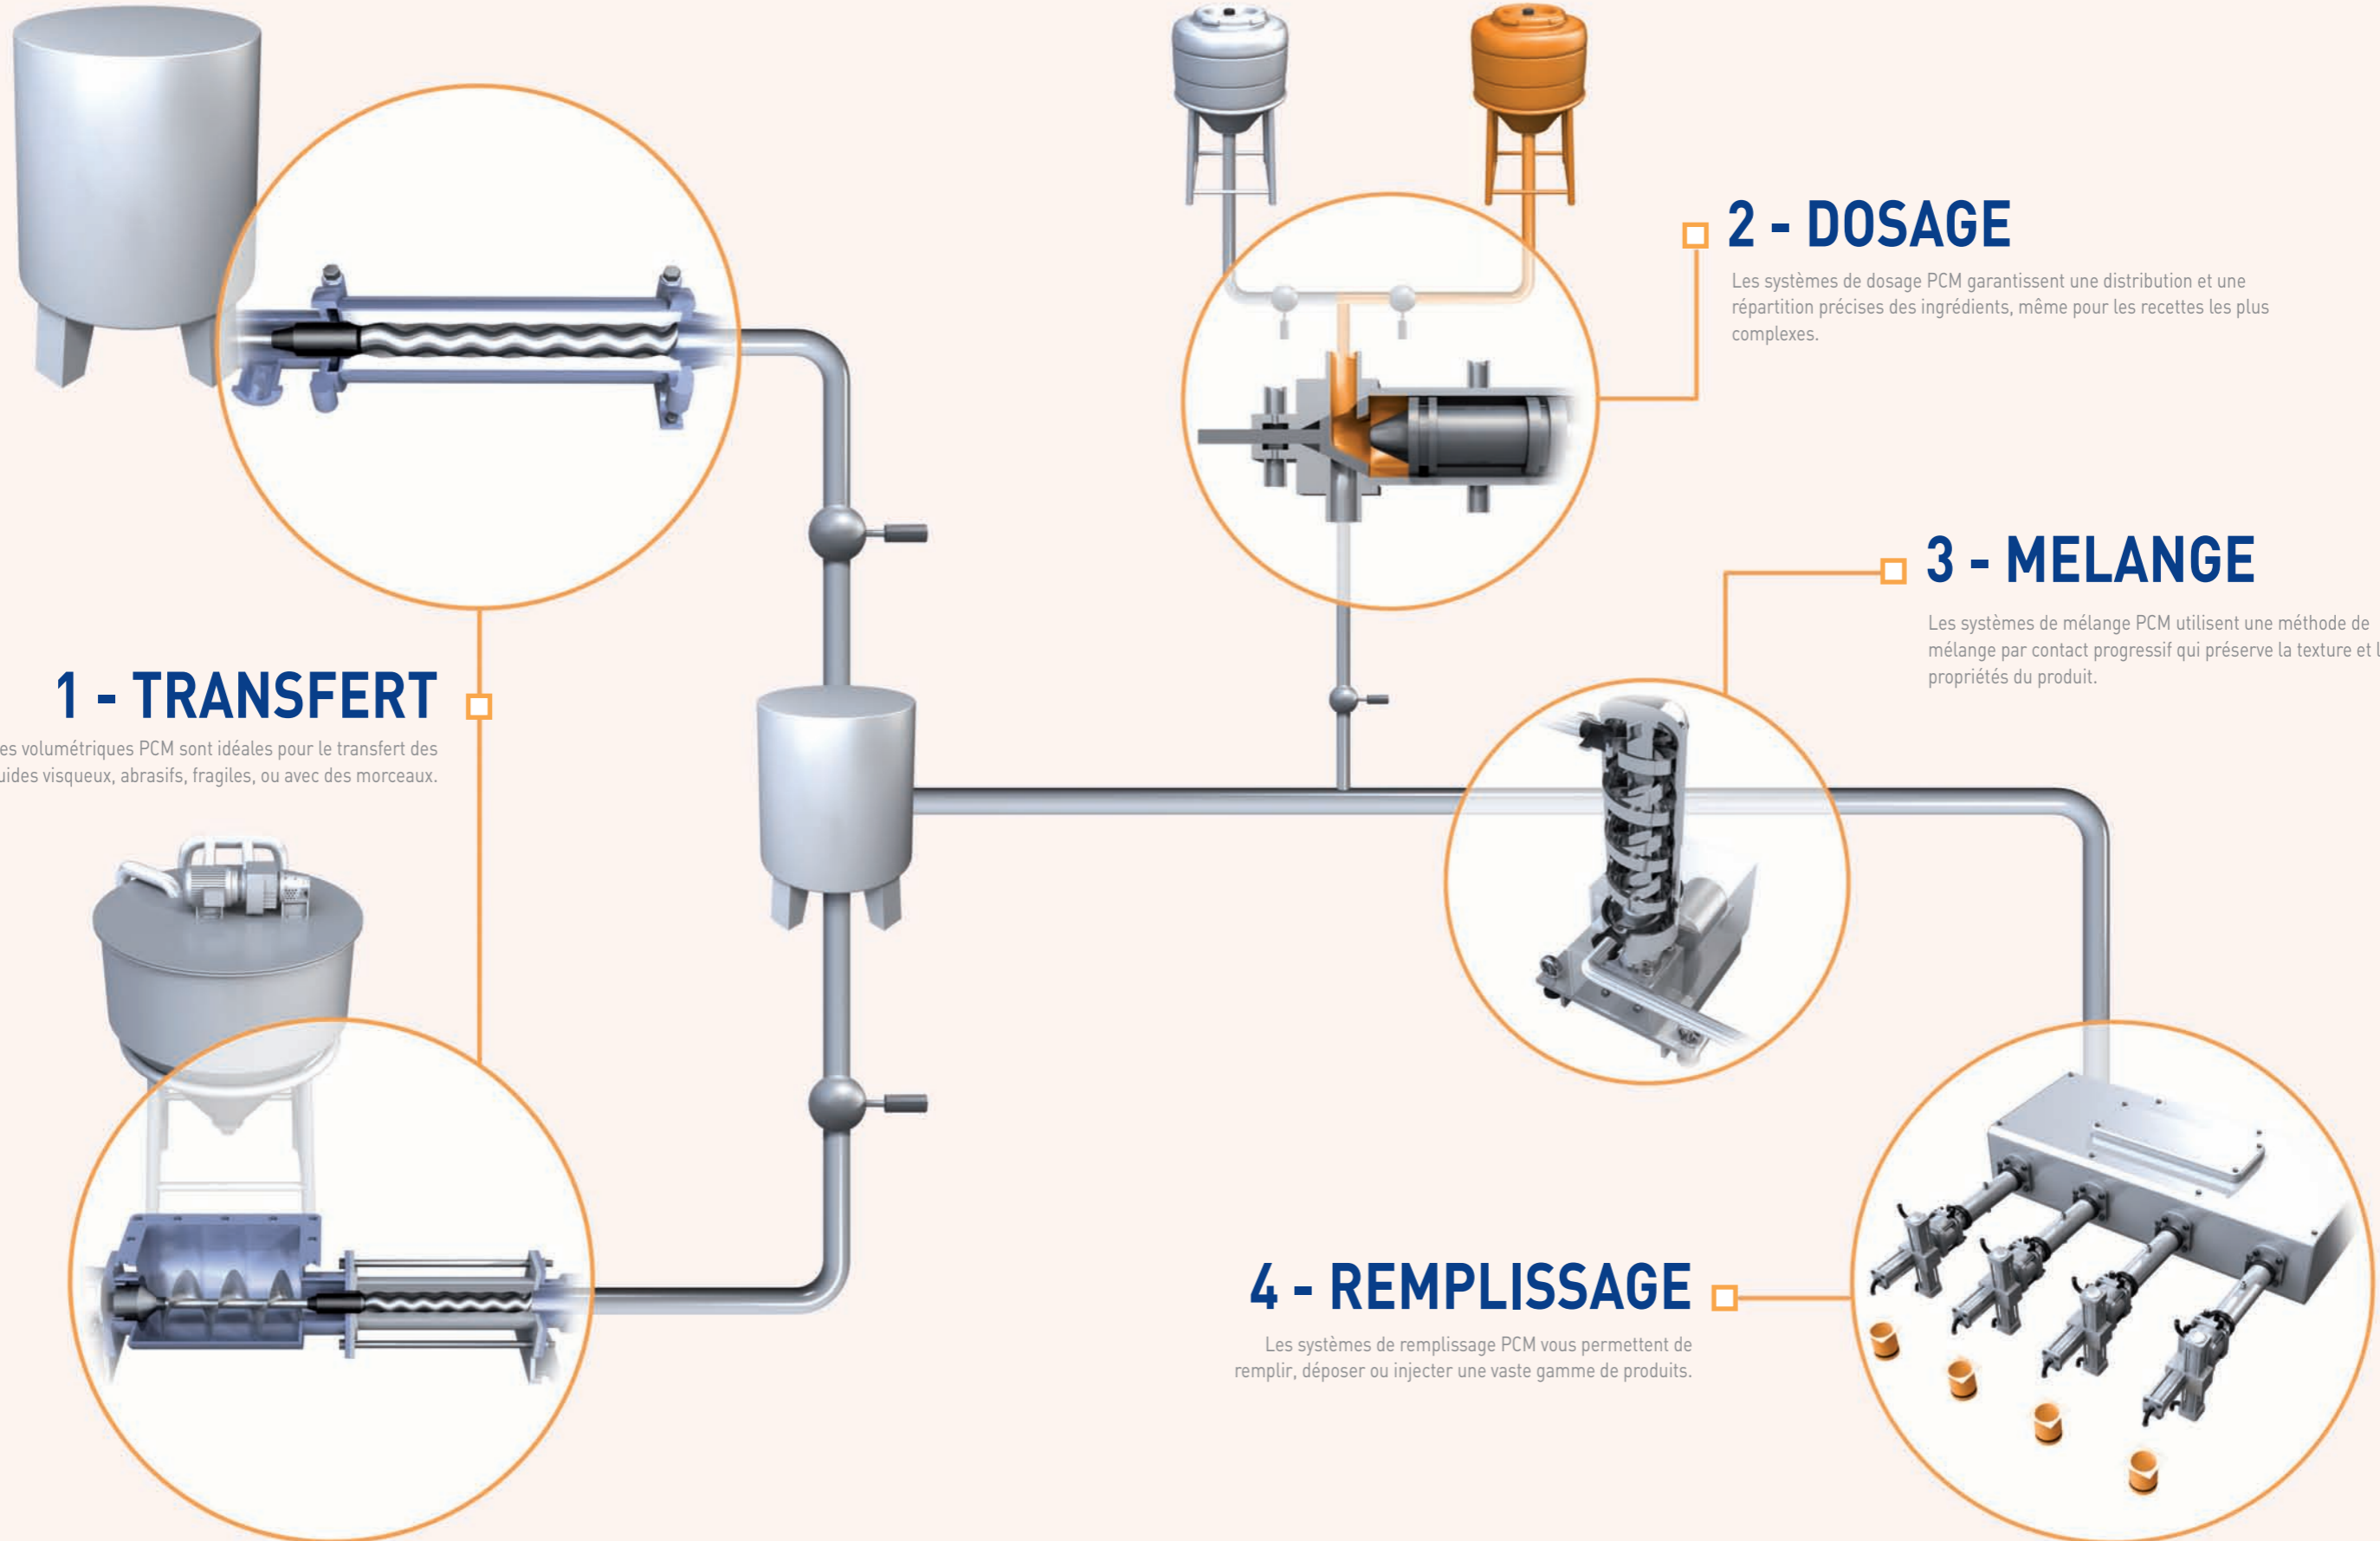 2 - DOSAGE
Les systèmes de dosage PCM garantissent une distribution et une
répartition précises des ingrédients, même pour les recettes les plus
complexes.
3 - MELANGE
Les systèmes de mélange PCM utilisent une méthode de
mélange par contact progressif qui préserve la texture et
propriétés du produit.
1 - TRANSFERT
volumétriques PCM sont idéales pour le transfert des
visqueux, abrasifs, fragiles, ou avec des morceaux.
4 - REMPLISSAGE
Les systèmes de remplissage PCM vous permettent de
remplir, déposer ou injecter une vaste gamme de produits.